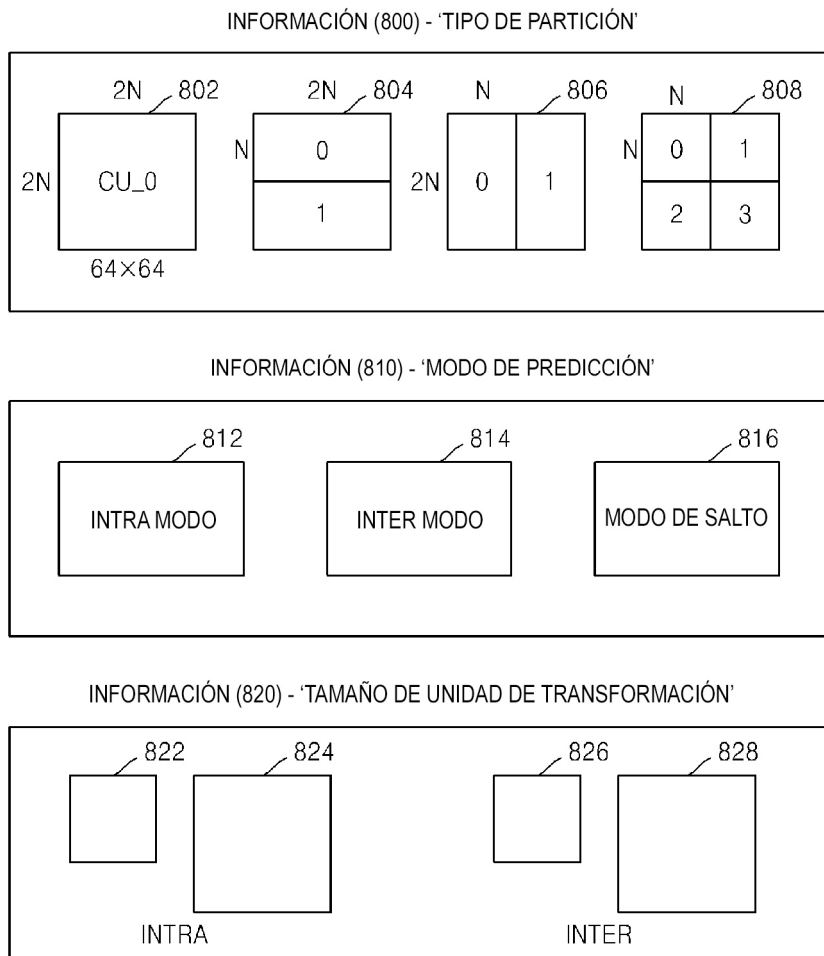 INFORMACIÓN (800) - ‘TIPO DE PARTICIÓN’
2N 802 2N 804 N 806 N 808
2N CU_0 N 0 2N 0 1 N 0 1
1 2 3
64×64
INFORMACIÓN (810) - ‘MODO DE PREDICCIÓN’
812 814 816
INTRA MODO INTER MODO MODO DE SALTO
INFORMACIÓN (820) - ‘TAMAÑO DE UNIDAD DE TRANSFORMACIÓN’
822 824 826 828
INTRA INTER